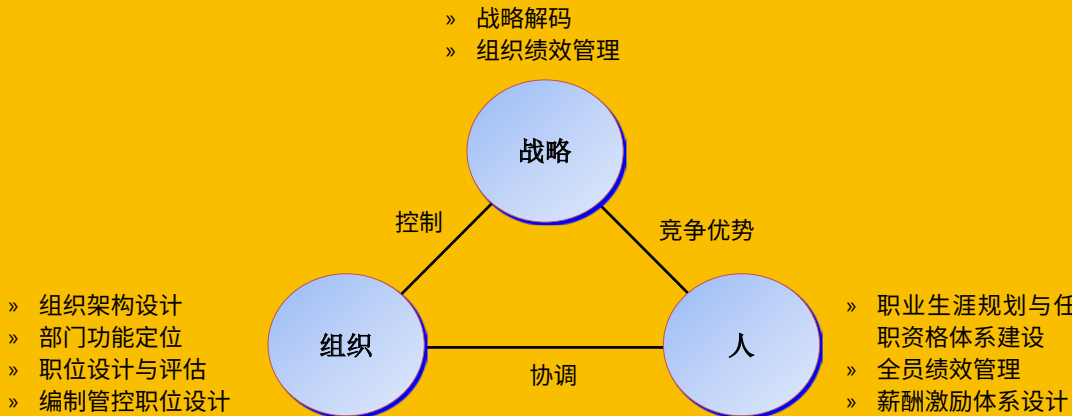 » 战略解码
» 组织绩效管理
战略
控制
竞争优势
» 组织架构设计
» 部门功能定位
» 职位设计与评估
» 编制管控职位设计
组织
协调
人
» 职业生涯规划与任
职资格体系建设
» 全员绩效管理
» 薪酬激励体系设计